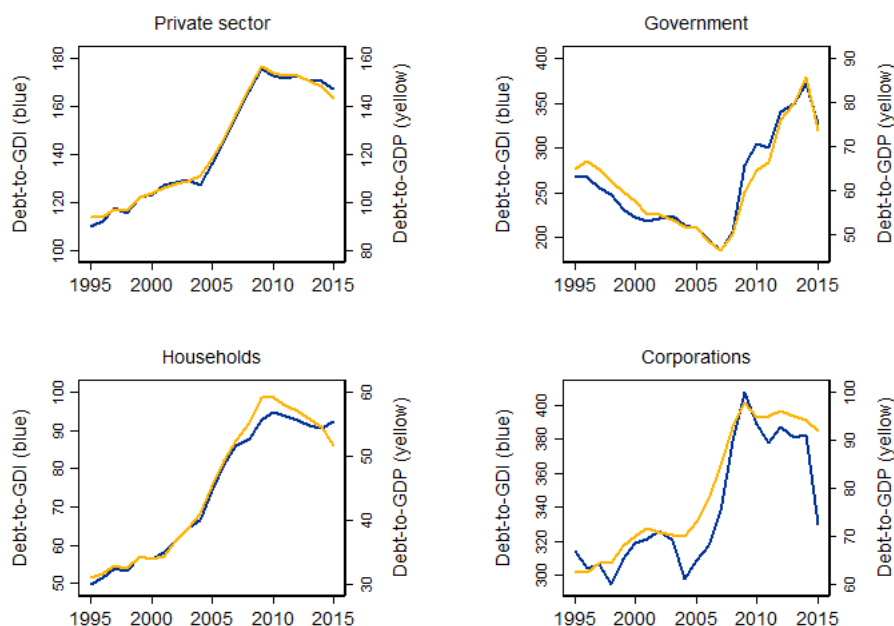 Private sector
Debt-to-GDI (blue)
180
160
140
120
100
160
140
120
100
80
Debt-to-GDP (yellow)
1995 2000 2005 2010 2015
Government
Debt-to-GDI (blue)
400
350
300
250
200
90
80
70
60
50
Debt-to-GDP (yellow)
1995 2000 2005 2010 2015
Households
Debt-to-GDI (blue)
100
90
80
70
60
50
60
50
40
30
Debt-to-GDP (yellow)
1995 2000 2005 2010 2015
Corporations
Debt-to-GDI (blue)
400
380
360
340
320
300
100
90
80
70
60
Debt-to-GDP (yellow)
1995 2000 2005 2010 2015